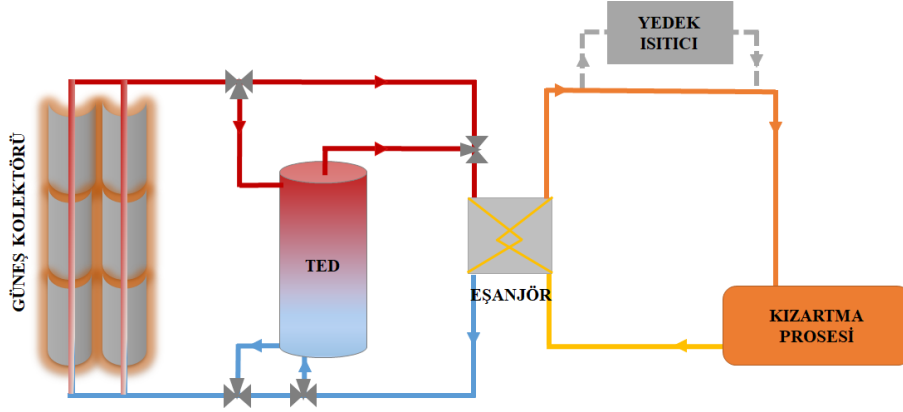 YEDEK
ISITICI
GÜNEŞ KOLEKTÖRÜ
TED
EŞANJÖR
KIZARTMA
PROSESİ